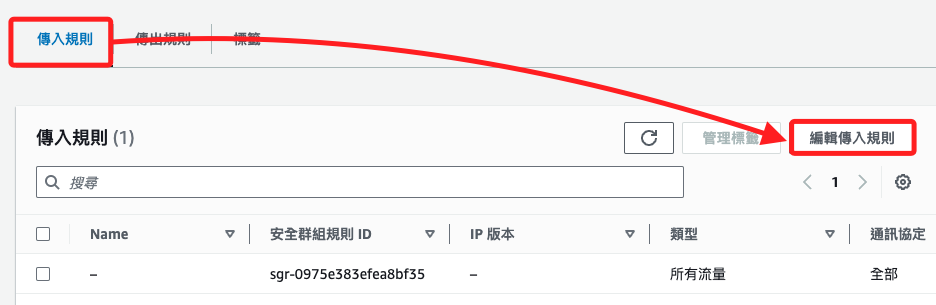 傳入規則 傳出規則 標籤
傳入規則 (1) 管理標籤 編輯傳入規則
搜尋 1
Name 安全群組規則 ID IP 版本 類型 通訊協定
– sgr-0975e383efea8bf35 – 所有流量 全部